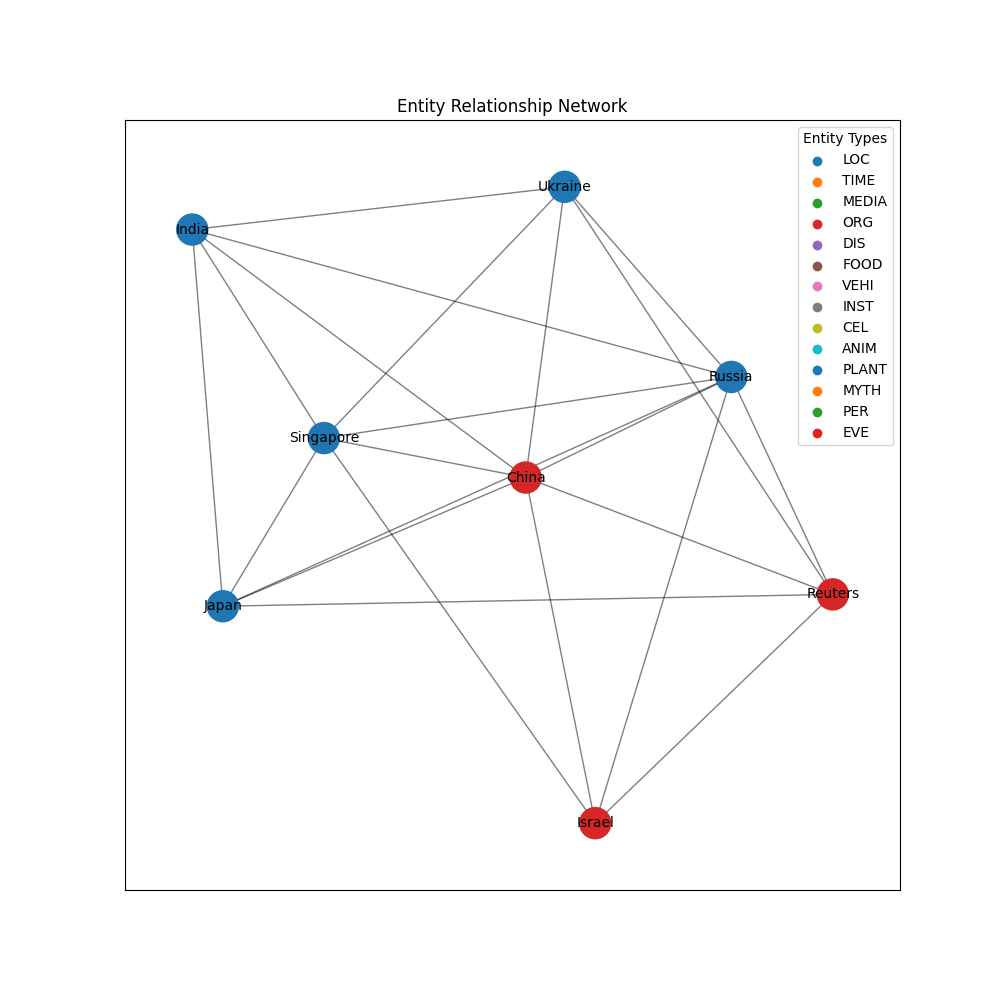 Entity Relationship Network
Entity Types
LOC
TIME
MEDIA
ORG
DIS
FOOD
VEHI
INST
CEL
ANIM
PLANT
MYTH
PER
EVE
Ukraine
India
Russia
Singapore
China
Reuters
Japan
Israel